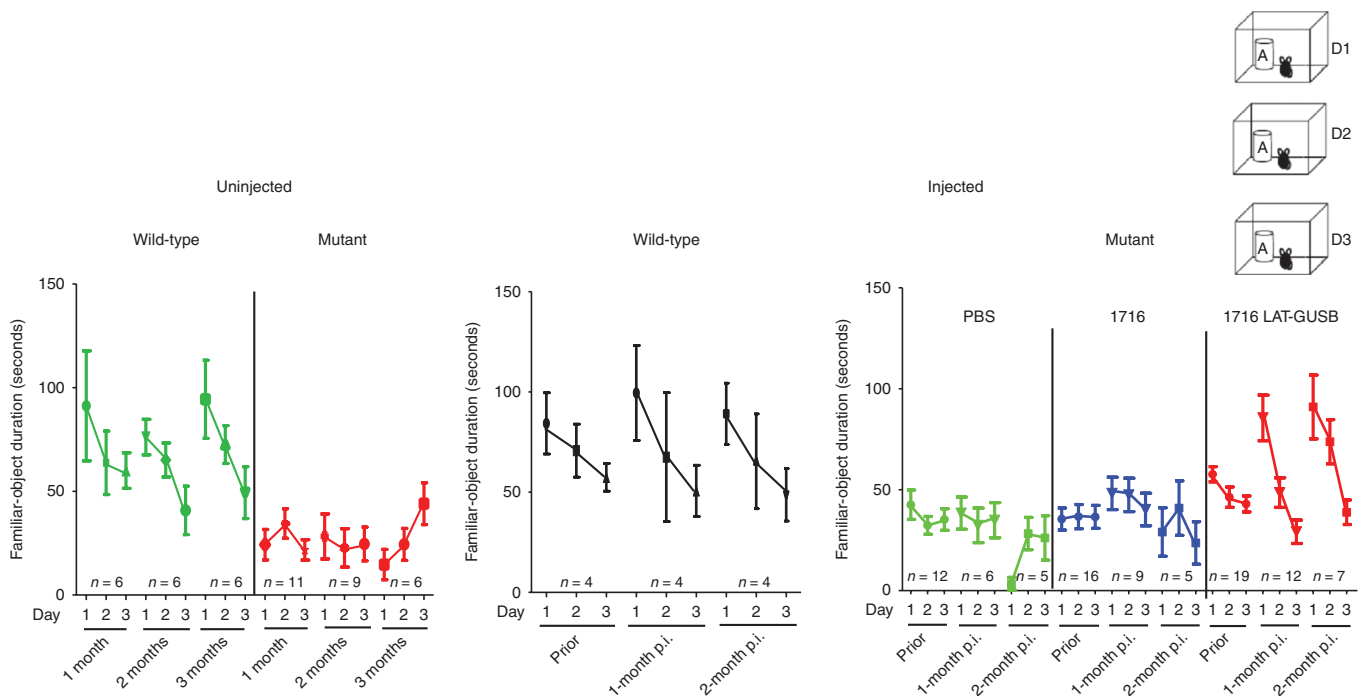 A
D1
A
D2
A
D3
Uninjected
Injected
Wild-type
Mutant
Wild-type
Mutant
Familiar-object duration (seconds)
150
100
50
0
n = 6
n = 6
n = 6
n = 11
n = 9
n = 6
Day
1 2 3 1 2 3 1 2 3 1 2 3 1 2 3 1 2 3
1 month
2 months
3 months
1 month
2 months
3 months
Familiar-object duration (seconds)
150
100
50
0
n = 4
n = 4
n = 4
1 2 3 1 2 3 1 2 3
Prior
1-month p.i.
2-month p.i.
Familiar-object duration (seconds)
150
100
50
0
PBS
1716
1716 LAT-GUSB
n = 12
n = 6
n = 5
n = 16
n = 9
n = 5
n = 19
n = 12
n = 7
1 2 3 1 2 3 1 2 3 1 2 3 1 2 3 1 2 3 1 2 3 1 2 3 1 2 3
Prior
1-month p.i.
2-month p.i.
Prior
1-month p.i.
2-month p.i.
Prior
1-month p.i.
2-month p.i.